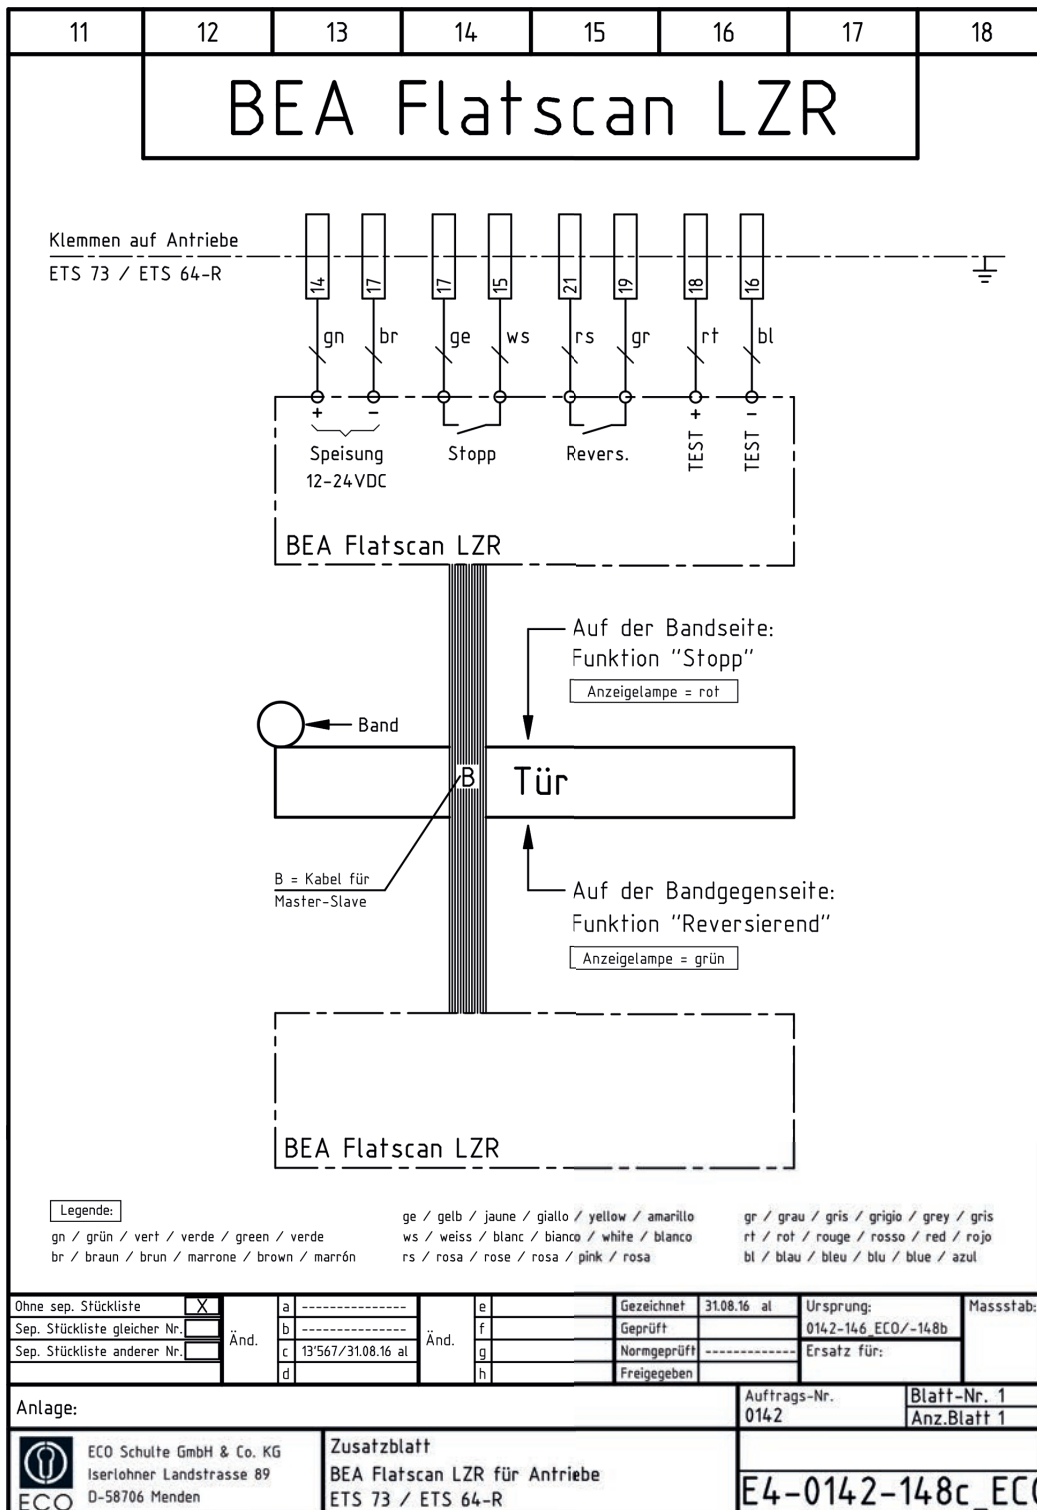 11 12 13 14 15 16 17 18
BEA Flatscan LZR
Klemmen auf Antriebe
ETS 73 / ETS 64-R
14 17 17 15 21 19 18 16
gn br ge ws rs gr rt bl
+ - + -
Speisung
12-24VDC
Stopp
Revers.
TEST
TEST
BEA Flatscan LZR
Auf der Bandseite:
Funktion "Stopp"
Anzeigelampe = rot
Band
B
Tür
B = Kabel für
Master-Slave
Auf der Bandgegenseite:
Funktion "Reversierend"
Anzeigelampe = grün
BEA Flatscan LZR
Legende:
gn / grün / vert / verde / green / verde
br / braun / brun / marrone / brown / marrón
ge / gelb / jaune / giallo / yellow / amarillo
ws / weiss / blanc / bianco / white / blanco
rs / rosa / rose / rosa / pink / rosa
gr / grau / gris / grigio / grey / gris
rt / rot / rouge / rosso / red / rojo
bl / blau / bleu / blu / blue / azul
Ohne sep. Stückliste X
Sep. Stückliste gleicher Nr.
Sep. Stückliste anderer Nr.
Änd.
a --------------
b --------------
c 13'567/31.08.16 al
d
Änd.
e
f
g
h
Gezeichnet 31.08.16 al
Geprüft
Normgeprüft -------------
Freigegeben
Ursprung:
0142-146_ECO/-148b
Ersatz für:
Massstab:
Anlage:
Auftrags-Nr.
0142
Blatt-Nr. 1
Anz.Blatt 1
ECO
ECO Schulte GmbH & Co. KG
Iserlohner Landstrasse 89
D-58706 Menden
Zusatzblatt
BEA Flatscan LZR für Antriebe
ETS 73 / ETS 64-R
E4-0142-148c_ECO